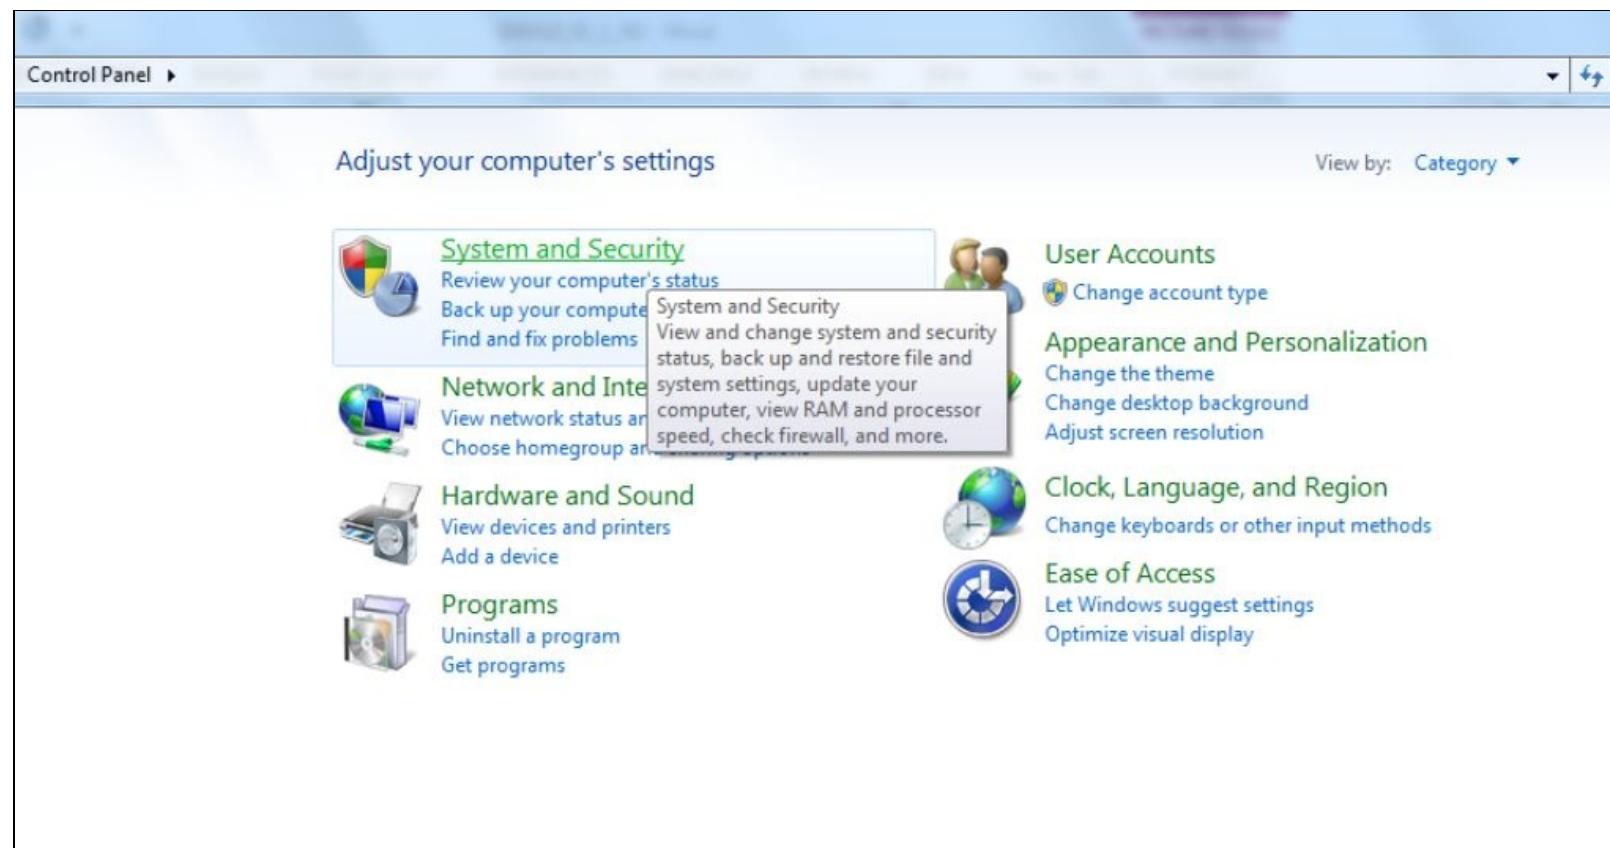 Control Panel
Adjust your computer's settings
View by: Category
System and Security
Review your computer's status
Back up your compute
Find and fix problems
System and Security
View and change system and security
status, back up and restore file and
system settings, update your
computer, view RAM and processor
speed, check firewall, and more.
Network and Inte
View network status an
Choose homegroup and sharing options
Hardware and Sound
View devices and printers
Add a device
Programs
Uninstall a program
Get programs
User Accounts
Change account type
Appearance and Personalization
Change the theme
Change desktop background
Adjust screen resolution
Clock, Language, and Region
Change keyboards or other input methods
Ease of Access
Let Windows suggest settings
Optimize visual display